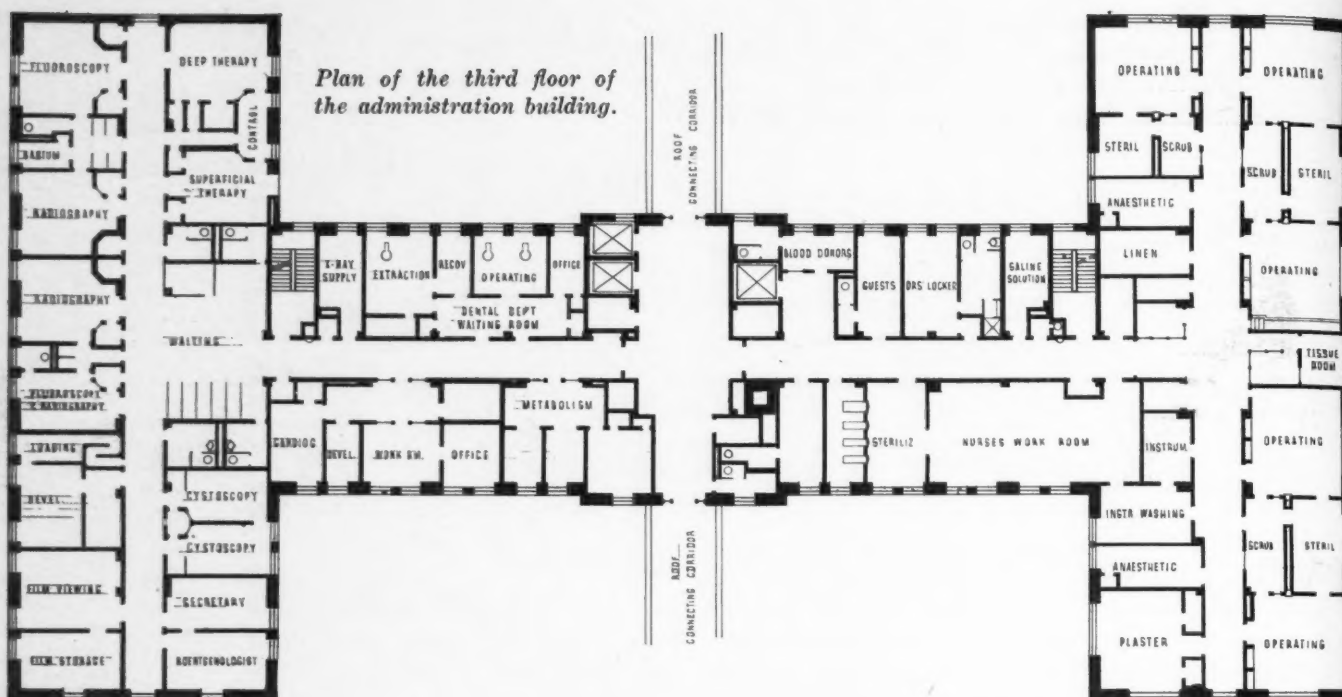 Plan of the third floor of
the administration building.
FLUOROSCOPY
DEEP THERAPY
CONTROL
BARIUM
SUPERFICIAL
THERAPY
RADIOGRAPHY
RADIOGRAPHY
WAITING
FLUOROSCOPY
& RADIOGRAPHY
LOADING
DEVEL.
CYSTOSCOPY
CYSTOSCOPY
FILM VIEWING
SECRETARY
FILM STORAGE
ROENTGENOLOGIST
X-RAY
SUPPLY
EXTRACTION
RECOV
OPERATING
OFFICE
DENTAL DEPT
WAITING ROOM
CARDIOG
DEVEL.
WORK RM.
OFFICE
METABOLISM
ROOF
CONNECTING CORRIDOR
ROOF
CONNECTING CORRIDOR
BLOOD DONORS
GUESTS
DRS LOCKER
SALINE
SOLUTION
STERILIZ
NURSES WORK ROOM
OPERATING
OPERATING
STERIL
SCRUB
SCRUB
STERIL
ANAESTHETIC
LINEN
OPERATING
TISSUE
ROOM
INSTRUM.
OPERATING
INSTR WASHING
ANAESTHETIC
SCRUB
STERIL
PLASTER
OPERATING